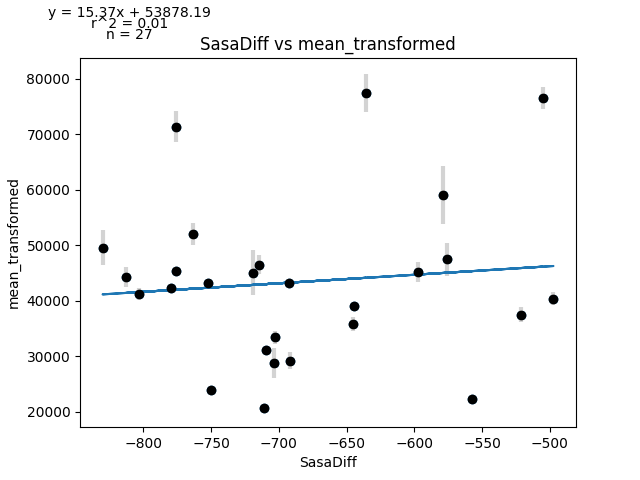 y = 15.37x + 53878.19
r^2 = 0.01
n = 27
SasaDiff vs mean_transformed
mean_transformed
80000
70000
60000
50000
40000
30000
20000
−800 −750 −700 −650 −600 −550 −500
SasaDiff